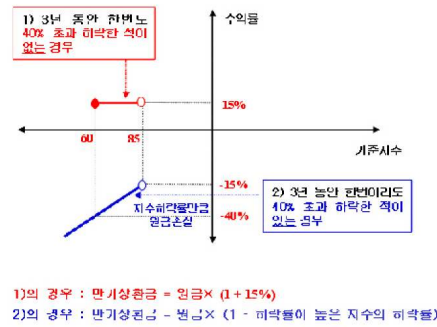 1) 3년 동안 한번도
40% 초과 하락한 적이
없는 경우
수익률
15%
60
85
기준지수
-15%
2) 3년 동안 한번이라도
40% 초과 하락한 적이
있는 경우
지수하락률만큼
원금손실
-40%
1)의 경우 : 만기상환금 = 원금× (1+15%)
2)의 경우 : 만기상환금 = 원금× (1 - 하락률이 높은 지수의 하락률)